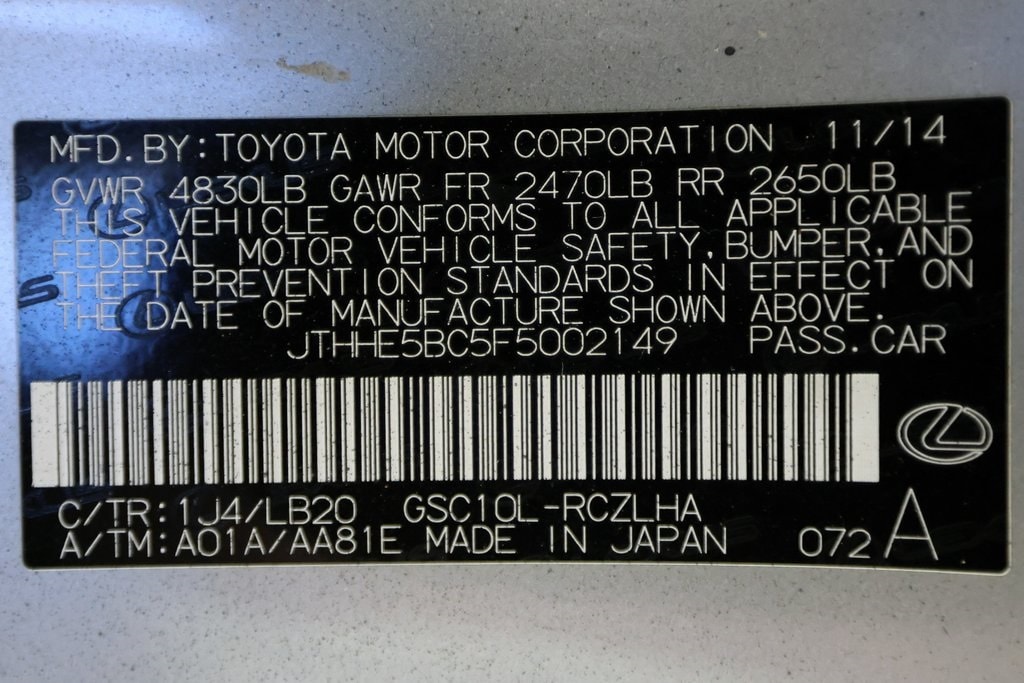 MFD. BY: TOYOTA MOTOR CORPORATION 11/14
GVWR 4830LB GAWR FR 2470LB RR 2650LB
THIS VEHICLE CONFORMS TO ALL APPLICABLE
FEDERAL MOTOR VEHICLE SAFETY, BUMPER, AND
THEFT PREVENTION STANDARDS IN EFFECT ON
THE DATE OF MANUFACTURE SHOWN ABOVE.
JTHHE5BC5F5002149 PASS. CAR
C/TR: 1J4/LB20 GSC10L-RCZLHA
A/TM: A01A/AA81E MADE IN JAPAN 072 A